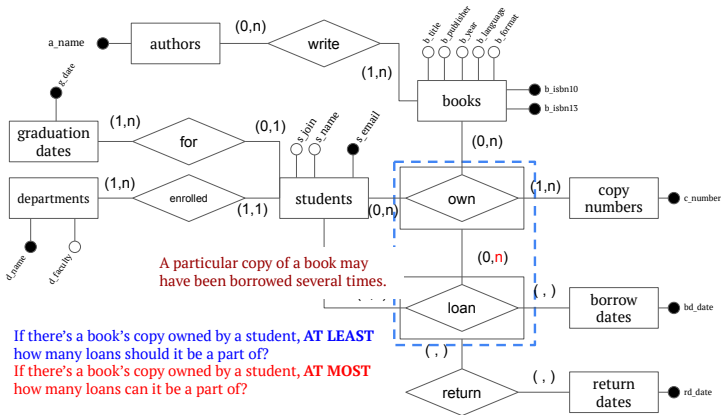 (0,n)
a_name
authors
write
b_title
b_publisher
b_year
b_language
b_format
g_date
(1,n)
books
b_isbn10
b_isbn13
(1,n)
graduation
dates
for
(0,1)
s_join
s_name
s_email
(0,n)
departments
(1,n)
enrolled
(1,1)
students
(0,n)
own
(1,n)
copy
numbers
c_number
d_name
d_faculty
A particular copy of a book may
have been borrowed several times.
(0,n)
loan
( , )
borrow
dates
bd_date
If there's a book's copy owned by a student, AT LEAST
how many loans should it be a part of?
If there's a book's copy owned by a student, AT MOST
how many loans can it be a part of?
( , )
return
( , )
return
dates
rd_date